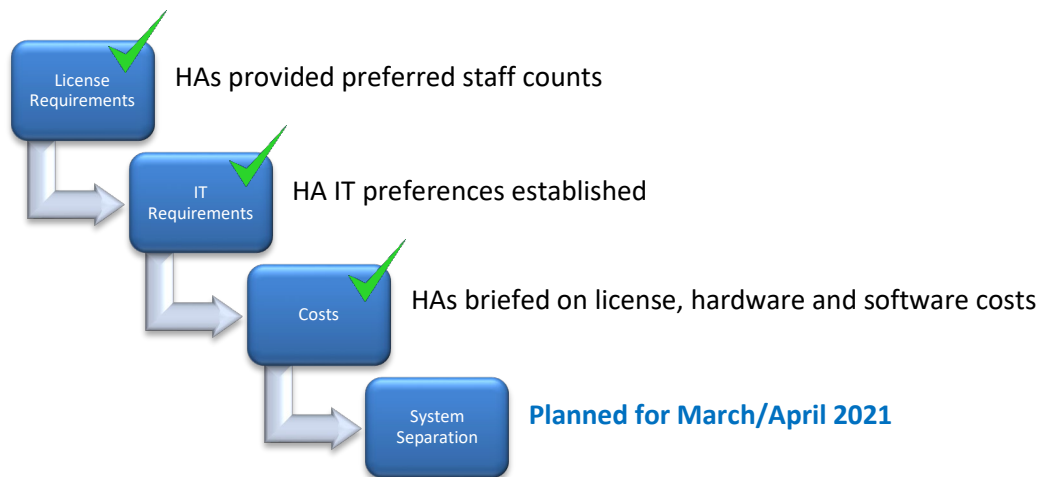 License
Requirements
HAs provided preferred staff counts
IT
Requirements
HA IT preferences established
Costs
HAs briefed on license, hardware and software costs
System
Separation
Planned for March/April 2021